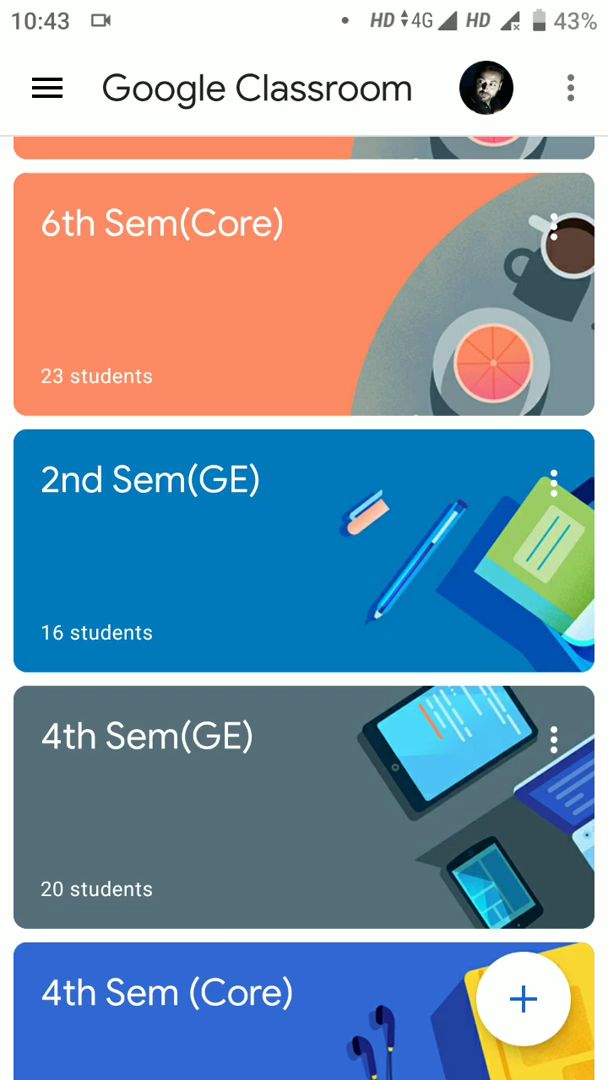 10:43 HD 4G HD 43%
Google Classroom
6th Sem(Core)
23 students
2nd Sem(GE)
16 students
4th Sem(GE)
20 students
4th Sem (Core)